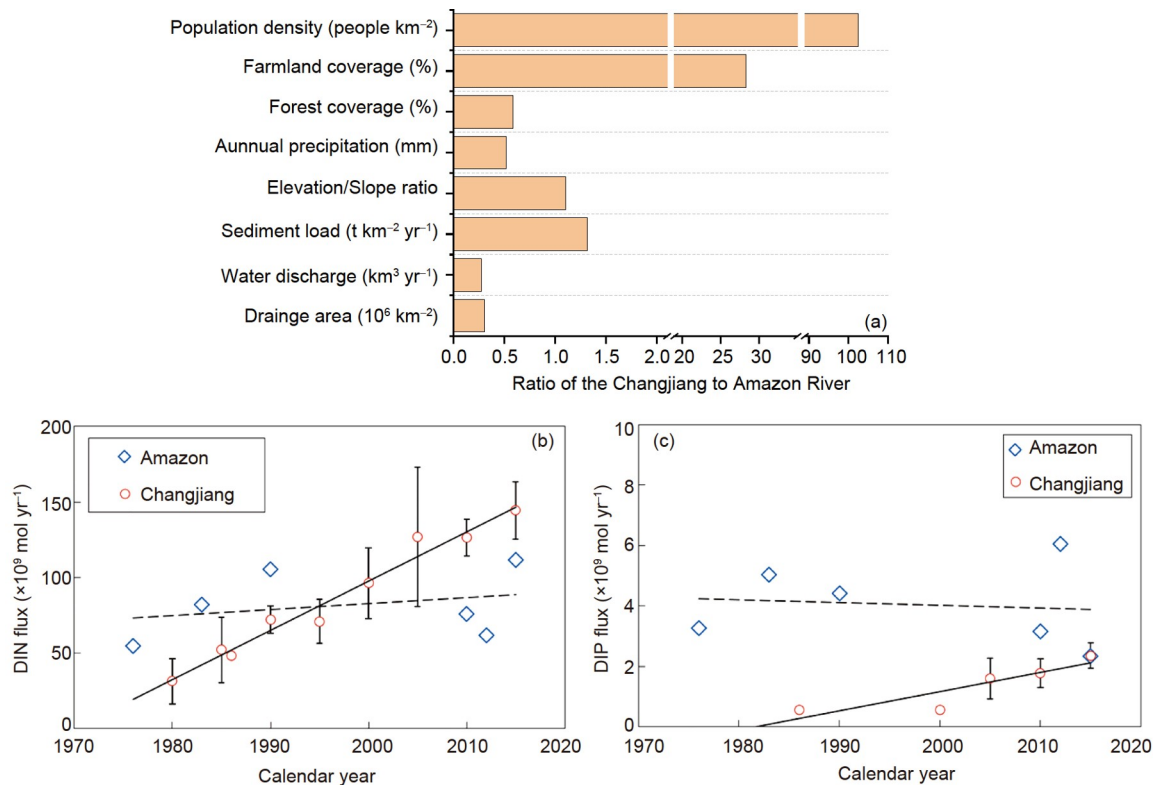 Population density (people km⁻²)
Farmland coverage (%)
Forest coverage (%)
Aunnual precipitation (mm)
Elevation/Slope ratio
Sediment load (t km⁻² yr⁻¹)
Water discharge (km³ yr⁻¹)
Drainge area (10⁶ km⁻²)
(a)
0.0 0.5 1.0 1.5 2.0 20 30 90 100 110
Ratio of the Changjiang to Amazon River
200
150
100
50
0
DIN flux (×10⁹ mol yr⁻¹)
Amazon
Changjiang
(b)
1970 1980 1990 2000 2010 2020
Calendar year
10
8
6
4
2
0
DIP flux (×10⁹ mol yr⁻¹)
(c)
Amazon
Changjiang
1970 1980 1990 2000 2010 2020
Calendar year